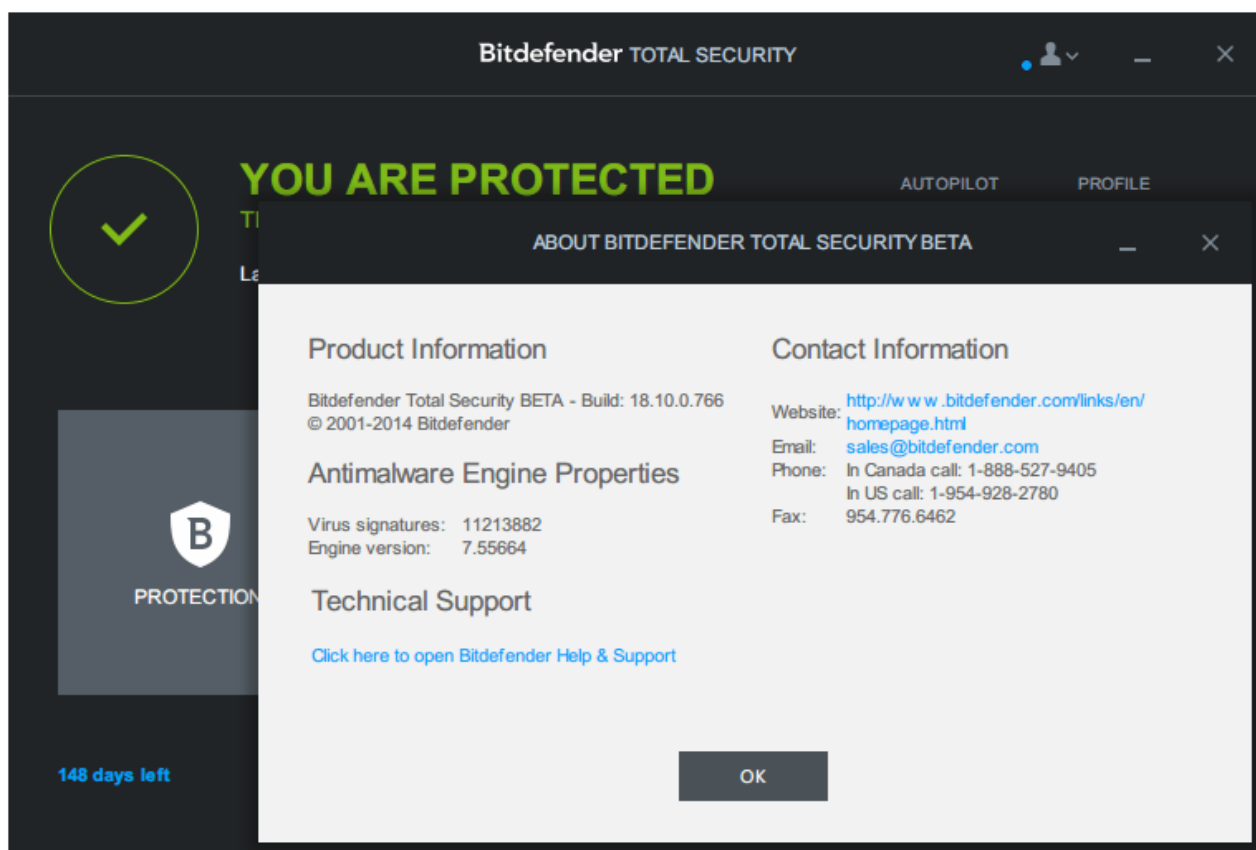 Bitdefender TOTAL SECURITY
YOU ARE PROTECTED
AUTOPILOT PROFILE
ABOUT BITDEFENDER TOTAL SECURITY BETA
Product Information
Bitdefender Total Security BETA - Build: 18.10.0.766
© 2001-2014 Bitdefender
Antimalware Engine Properties
Virus signatures: 11213882
Engine version: 7.55664
Technical Support
Click here to open Bitdefender Help & Support
Contact Information
Website: http://www.bitdefender.com/links/en/
homepage.html
Email: sales@bitdefender.com
Phone: In Canada call: 1-888-527-9405
In US call: 1-954-928-2780
Fax: 954.776.6462
OK
B
PROTECTION
148 days left